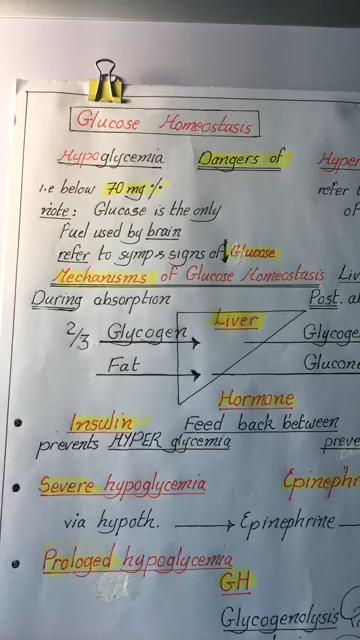 Glucose Homeostasis
Hypoglycemia Dangers of Hyper
i.e below 70 mg % refer
note: Glucose is the only of
Fuel used by brain
refer to symp & signs of ↓ Glucose
Mechanisms of Glucose Homeostasis Liv
During absorption Post. a
2/3 Glycogen Liver Glycoge
Fat Glucone
Hormone
• Insulin Feed back between
prevents HYPER glycemia preve
• Severe hypoglycemia Epinephr
via hypoth. → Epinephrine
• Prologed hypoglycemia
GH
Glycogenolysis